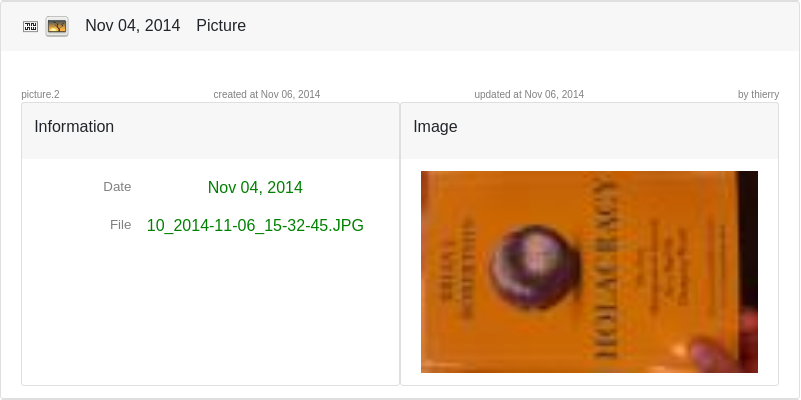 Nov 04, 2014 Picture
picture.2 created at Nov 06, 2014 updated at Nov 06, 2014 by thierry
Information
Date Nov 04, 2014
File 10_2014-11-06_15-32-45.JPG
Image
BRIAN J.
ROBERTSON
HOLACRACY